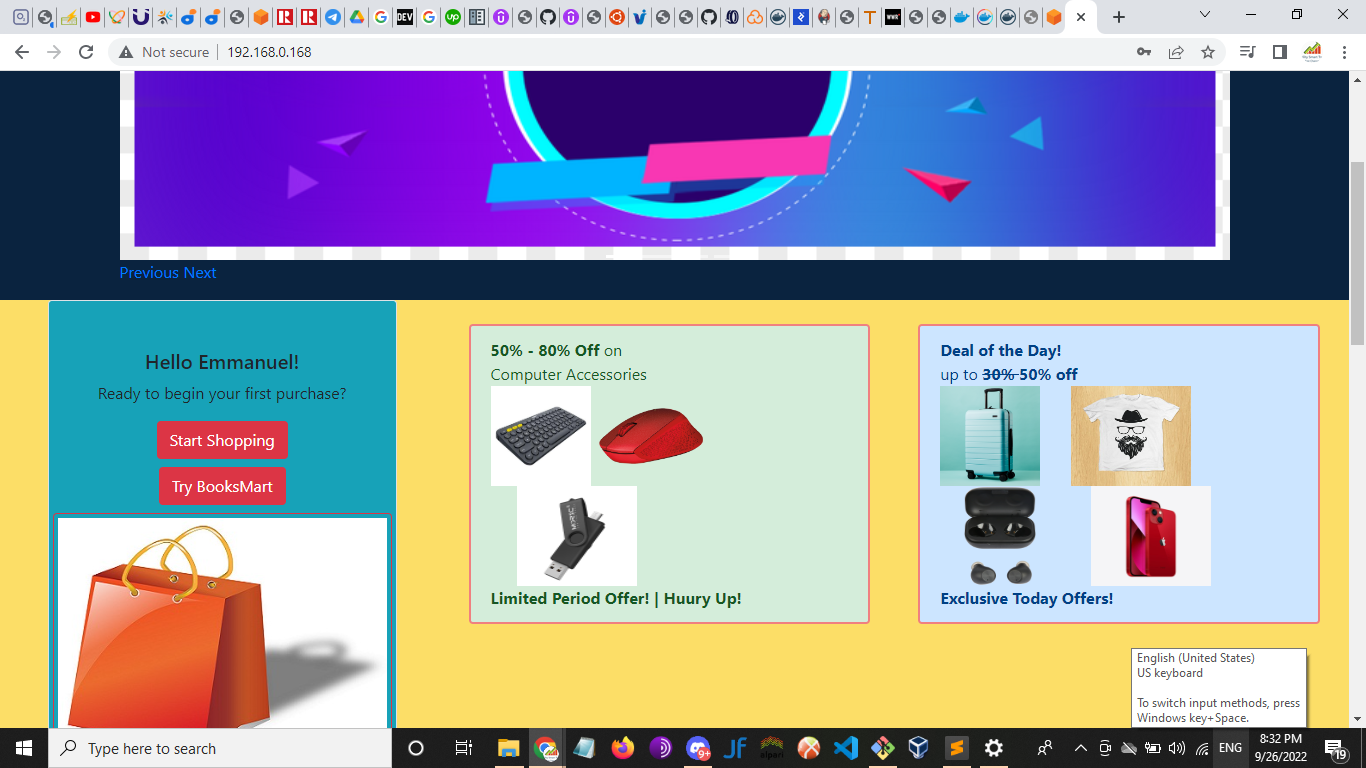 Not secure
192.168.0.168
Previous Next
Hello Emmanuel!
Ready to begin your first purchase?
Start Shopping
Try BooksMart
50% - 80% Off on
Computer Accessories
Limited Period Offer! | Huury Up!
Deal of the Day!
up to 30% 50% off
Exclusive Today Offers!
English (United States)
US keyboard
To switch input methods, press
Windows key+Space.
Type here to search
ENG
8:32 PM
9/26/2022
19